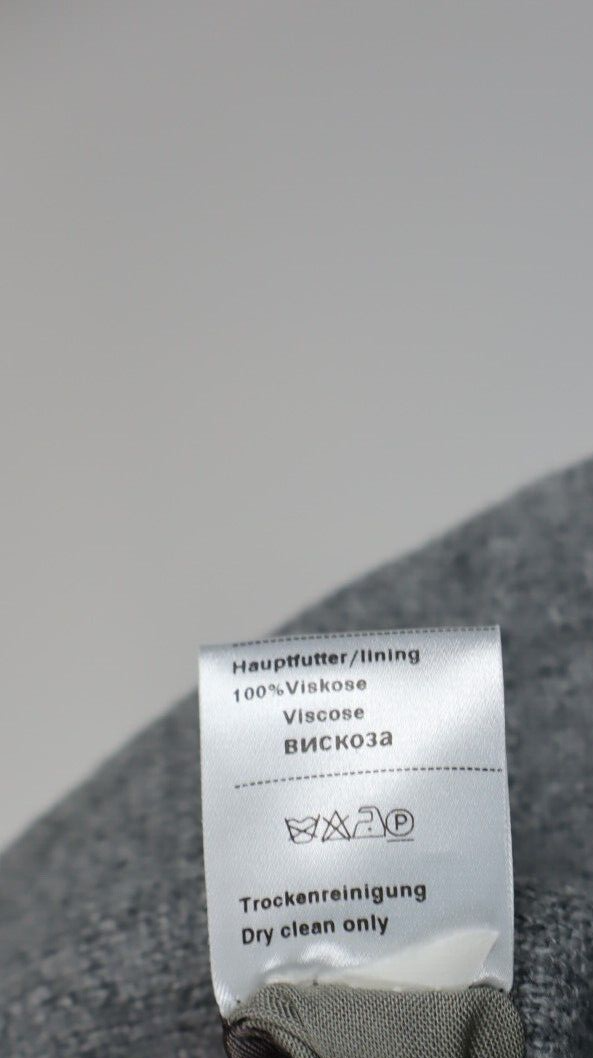 Hauptfutter/lining
100%Viskose
Viscose
вискоза
P
Trockenreinigung
Dry clean only